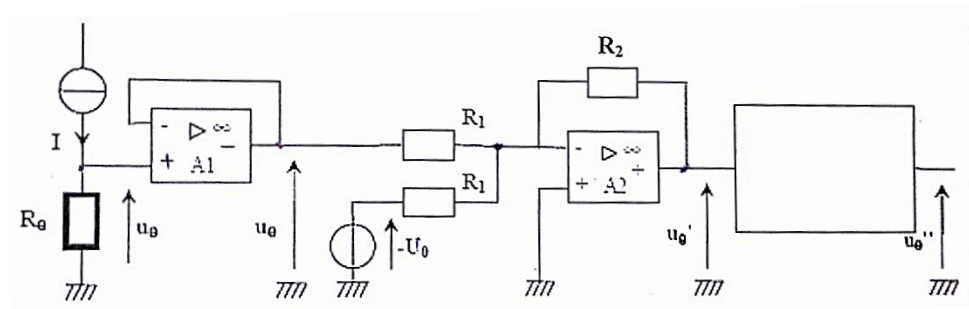 R₂
I
- ▷ ∞
+ A1 –
R₁
- ▷ ∞
+ A2 +
R₁
Rθ
uθ
uθ
-U₀
uθ'
uθ''